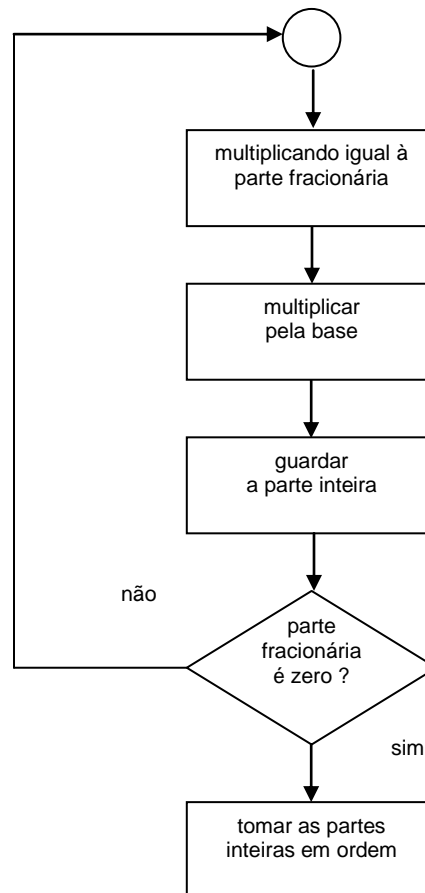 multiplicando igual à
parte fracionária
multiplicar
pela base
guardar
a parte inteira
não
parte
fracionária
é zero ?
sim
tomar as partes
inteiras em ordem